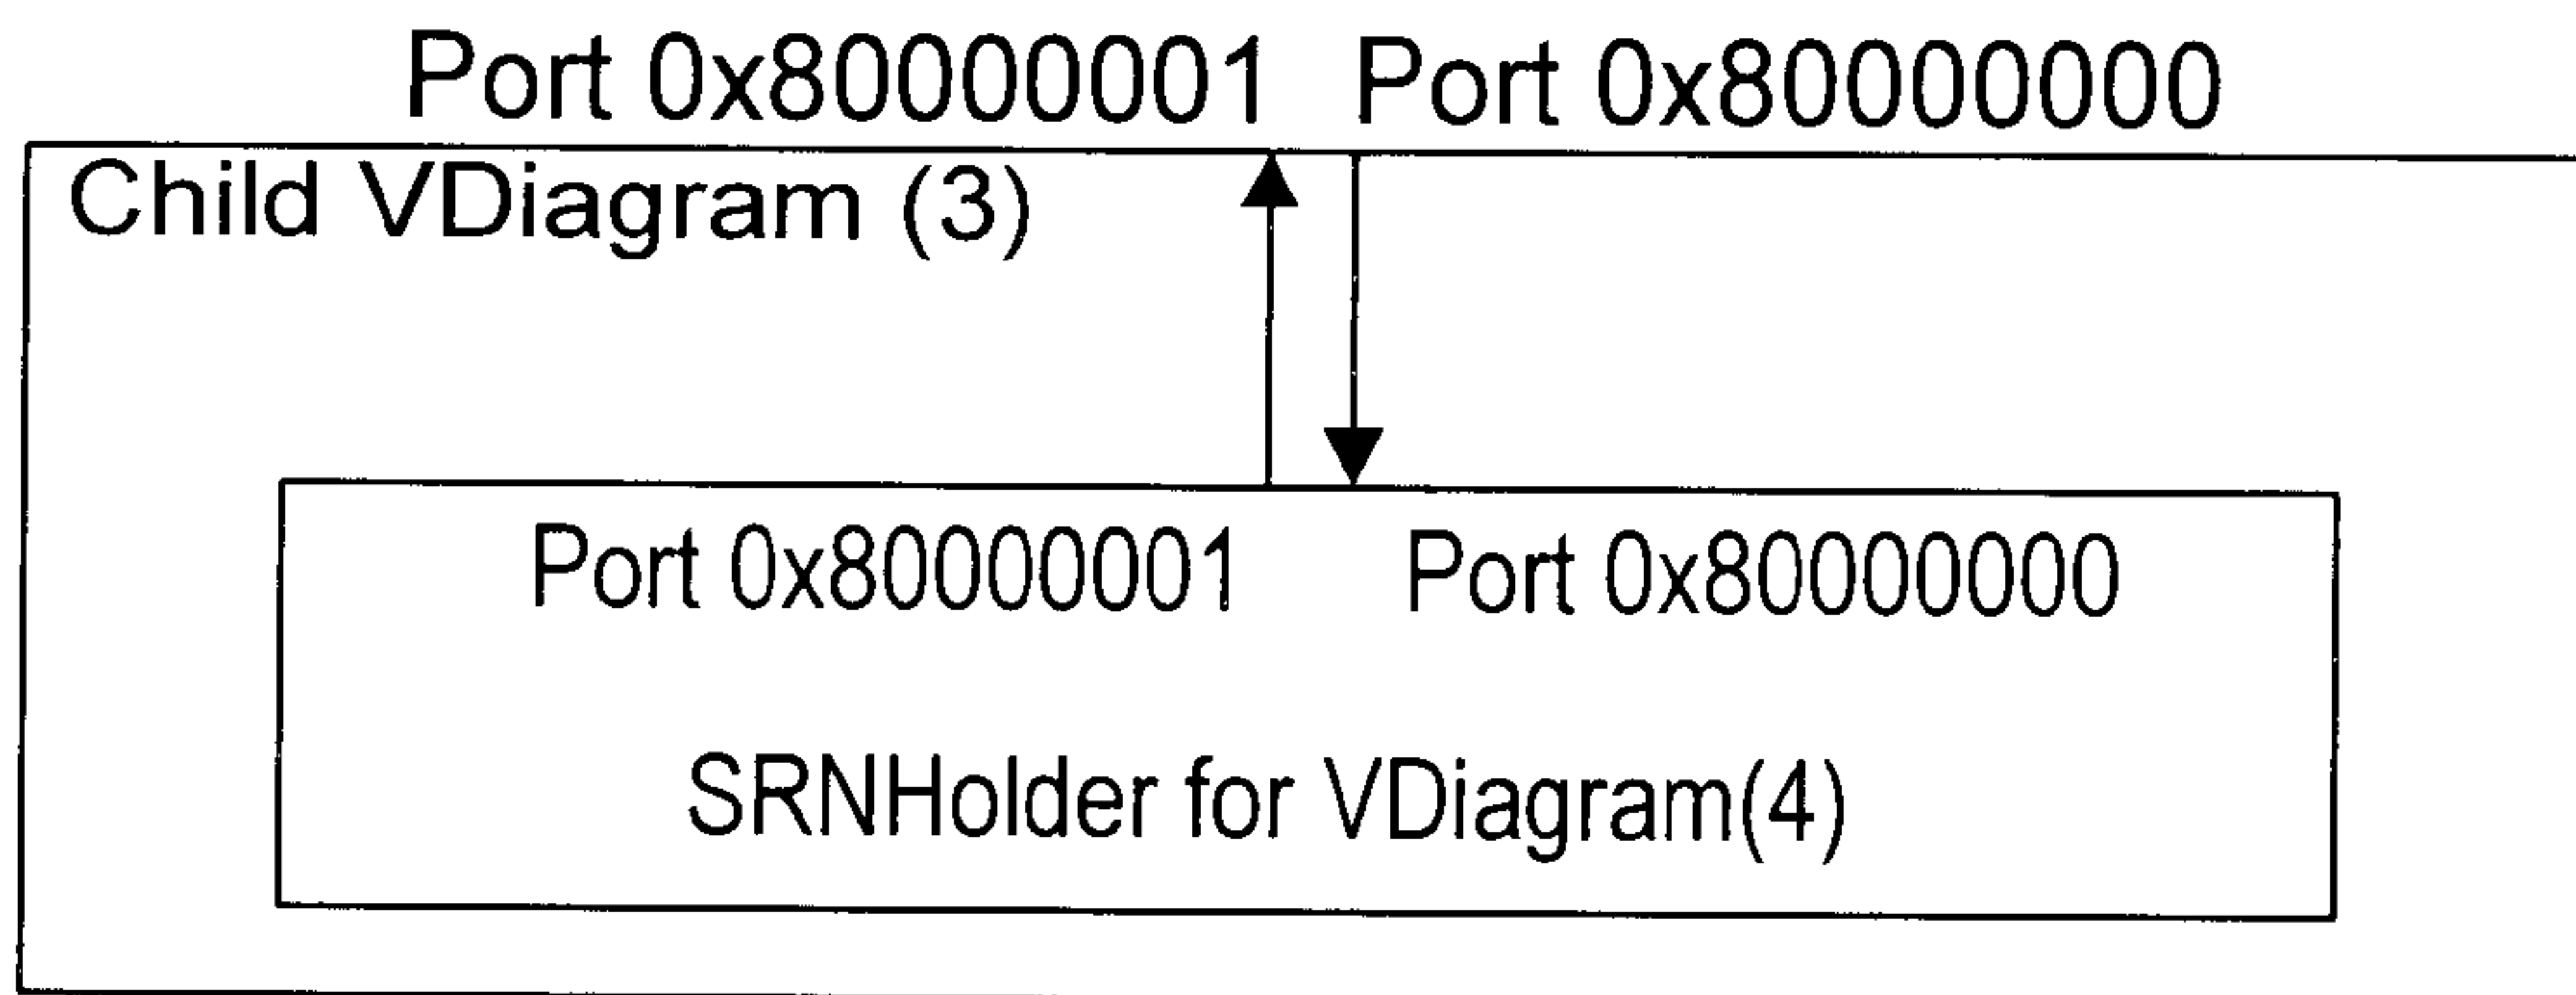 Port 0x80000001 Port 0x80000000
Child VDiagram (3)
Port 0x80000001 Port 0x80000000
SRNHolder for VDiagram(4)